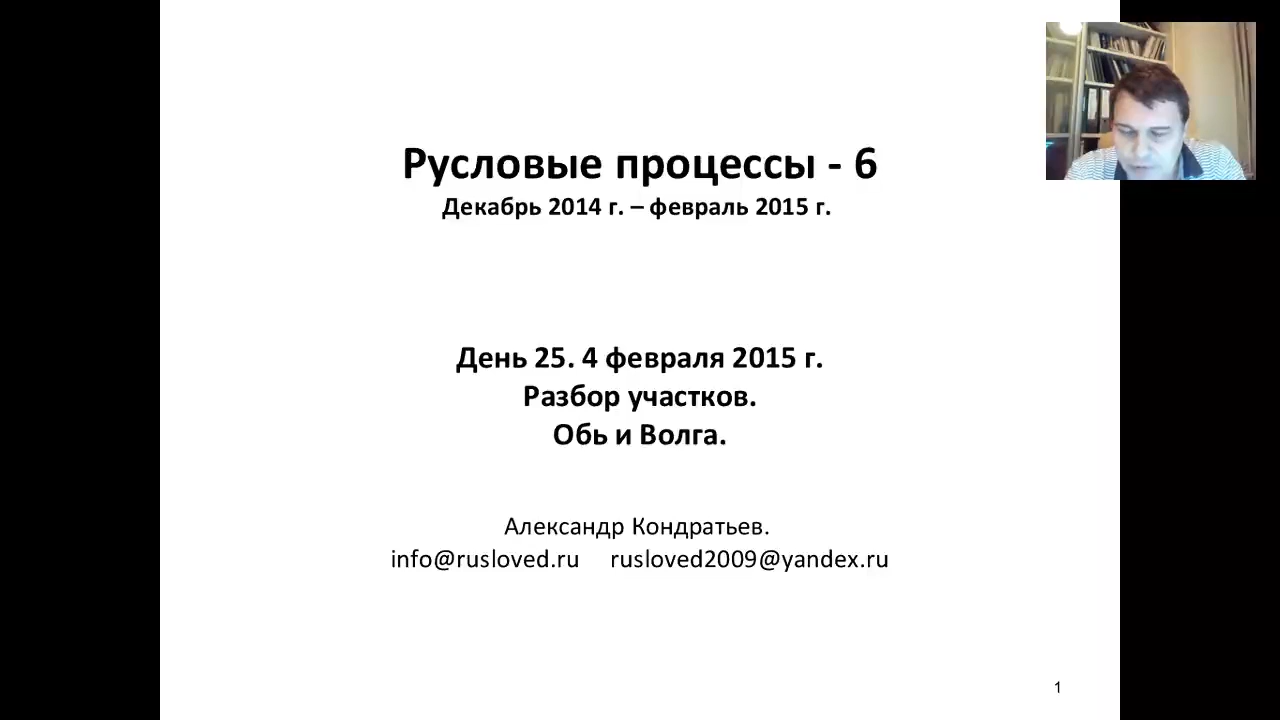 Русловые процессы - 6
Декабрь 2014 г. – февраль 2015 г.
День 25. 4 февраля 2015 г.
Разбор участков.
Обь и Волга.
Александр Кондратьев.
info@rusloved.ru rusloved2009@yandex.ru
1